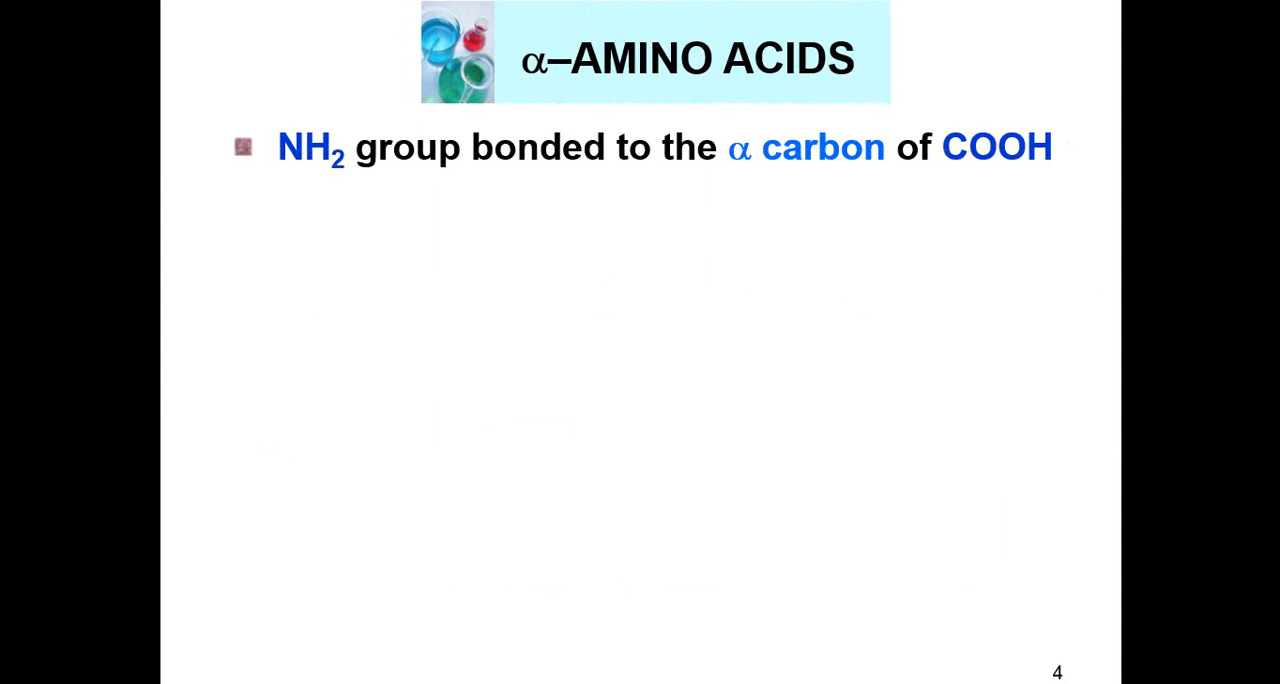 α–AMINO ACIDS
NH₂ group bonded to the α carbon of COOH
4